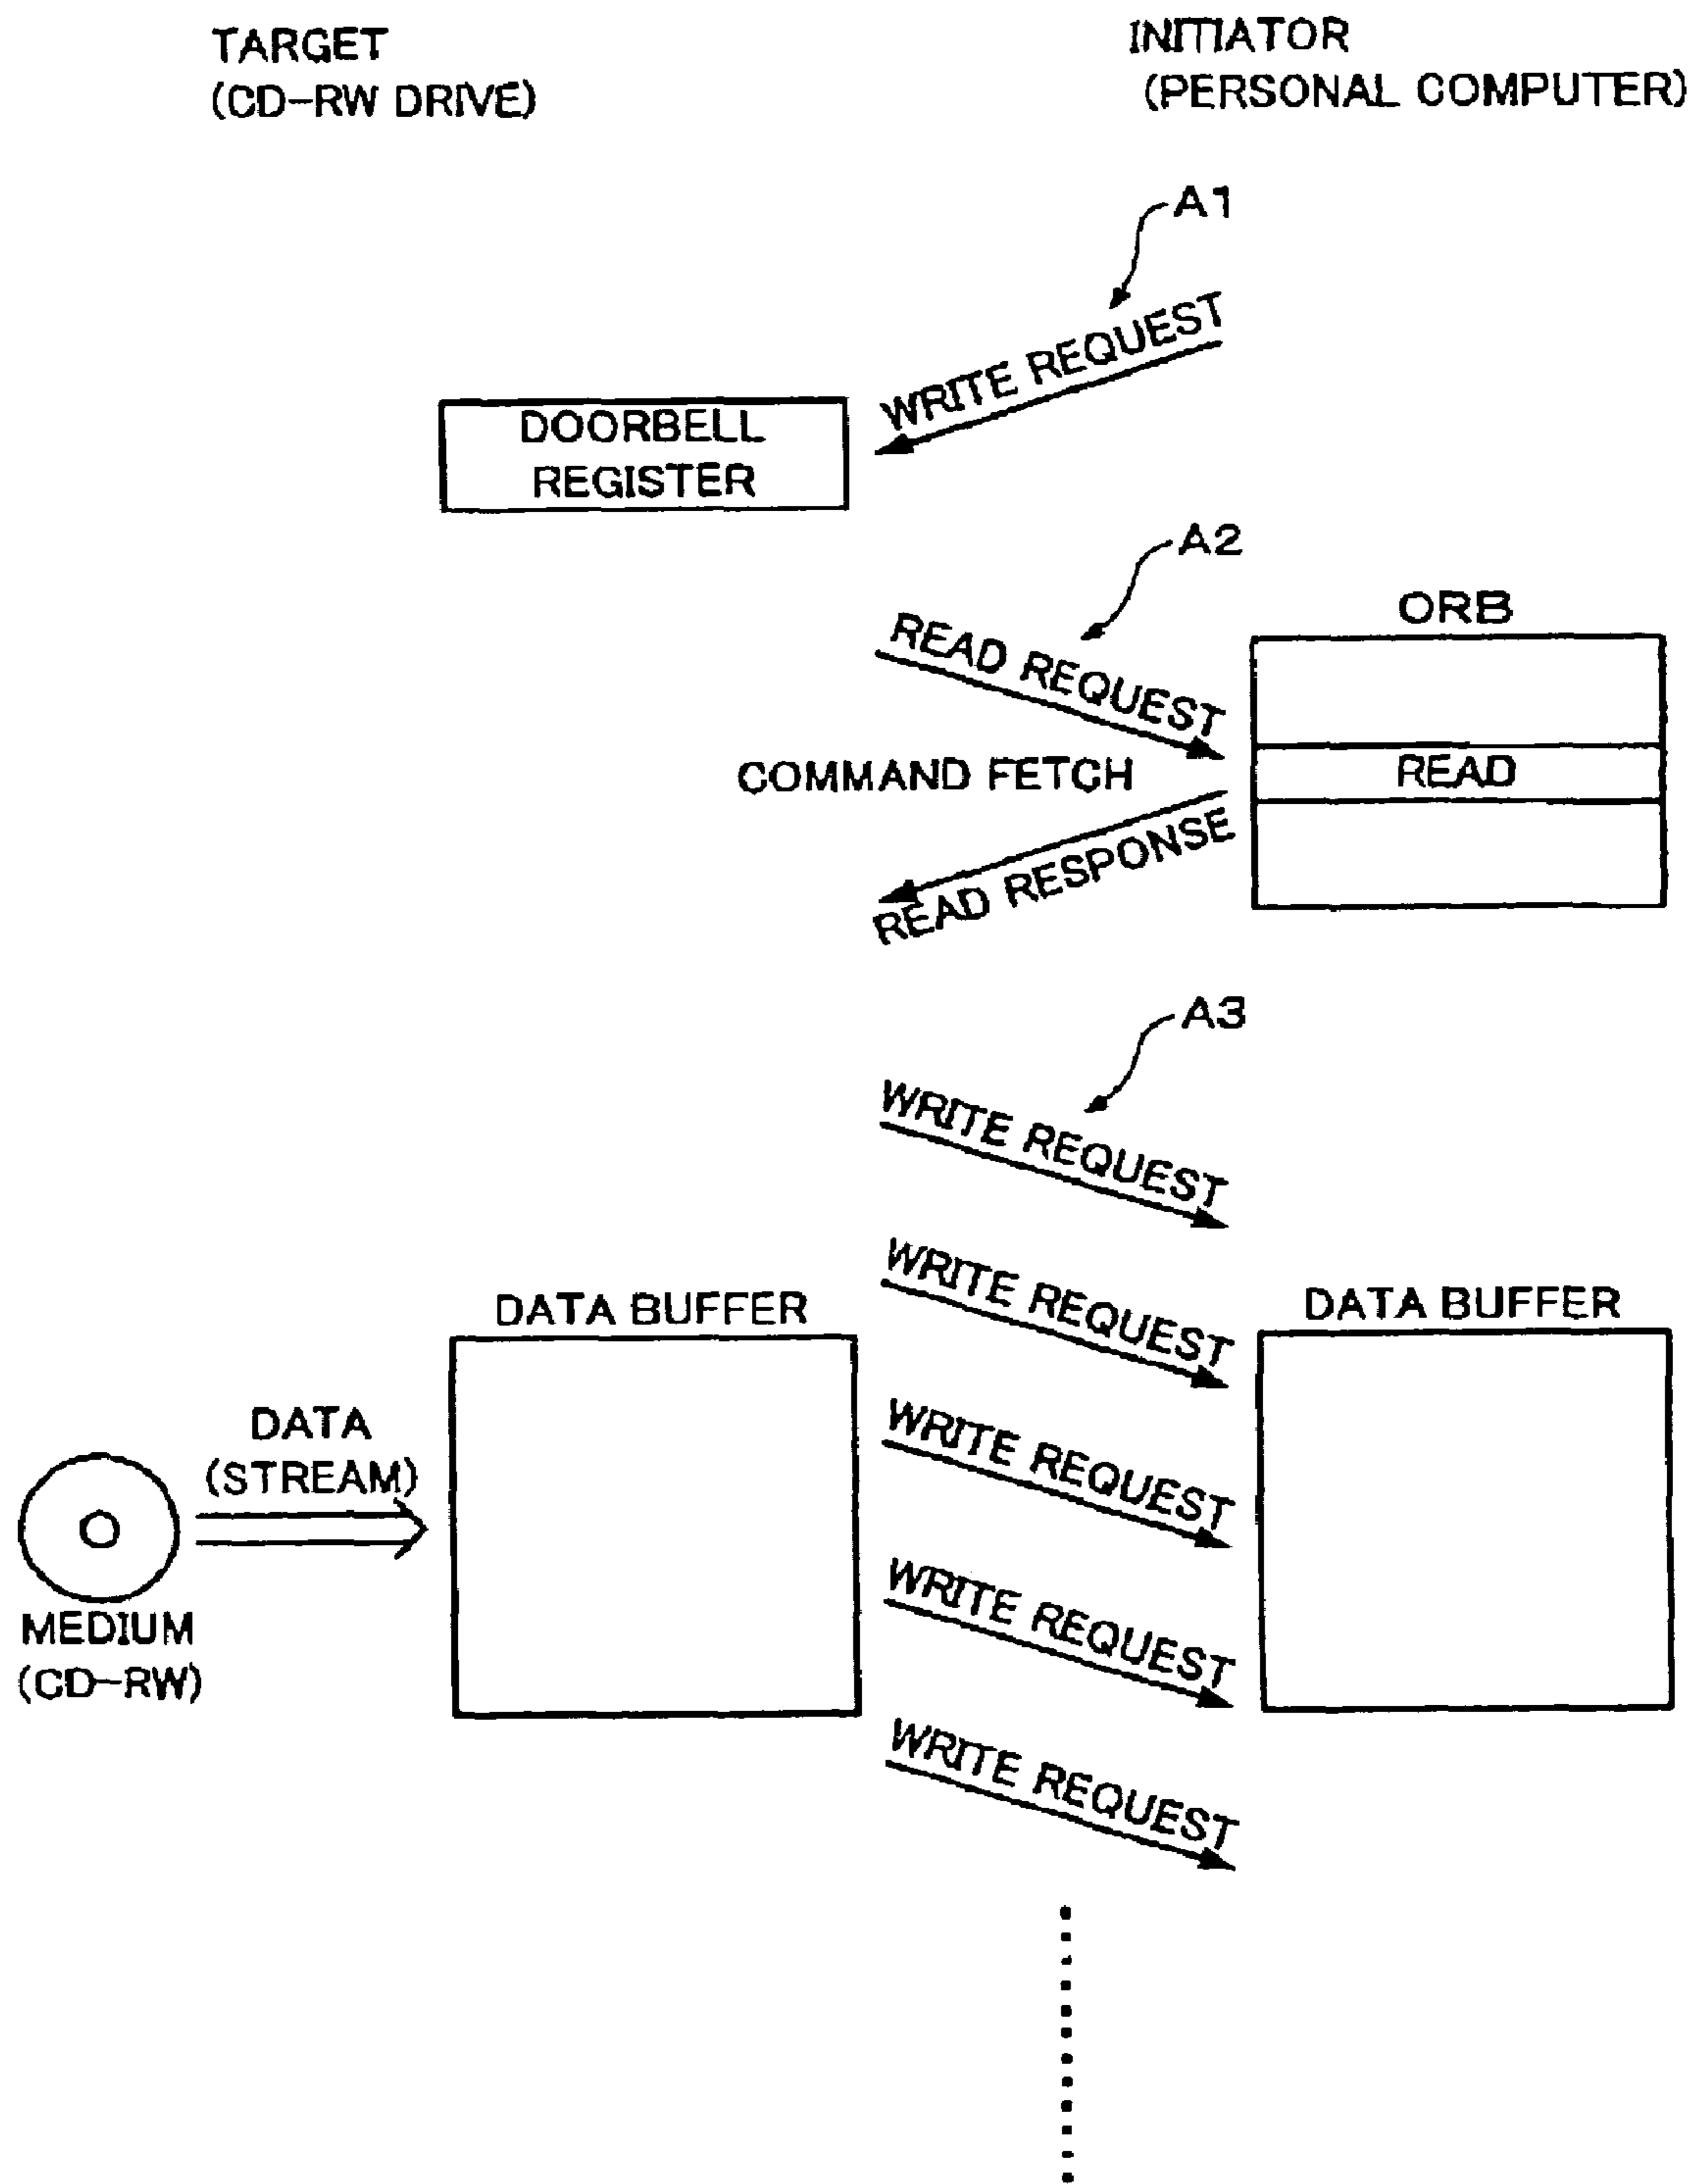 TARGET
(CD-RW DRIVE)
INITIATOR
(PERSONAL COMPUTER)
A1
WRITE REQUEST
DOORBELL
REGISTER
A2
READ REQUEST
ORB
COMMAND FETCH
READ
READ RESPONSE
A3
WRITE REQUEST
WRITE REQUEST
DATA BUFFER
DATA BUFFER
WRITE REQUEST
DATA
(STREAM)
WRITE REQUEST
MEDIUM
(CD-RW)
WRITE REQUEST